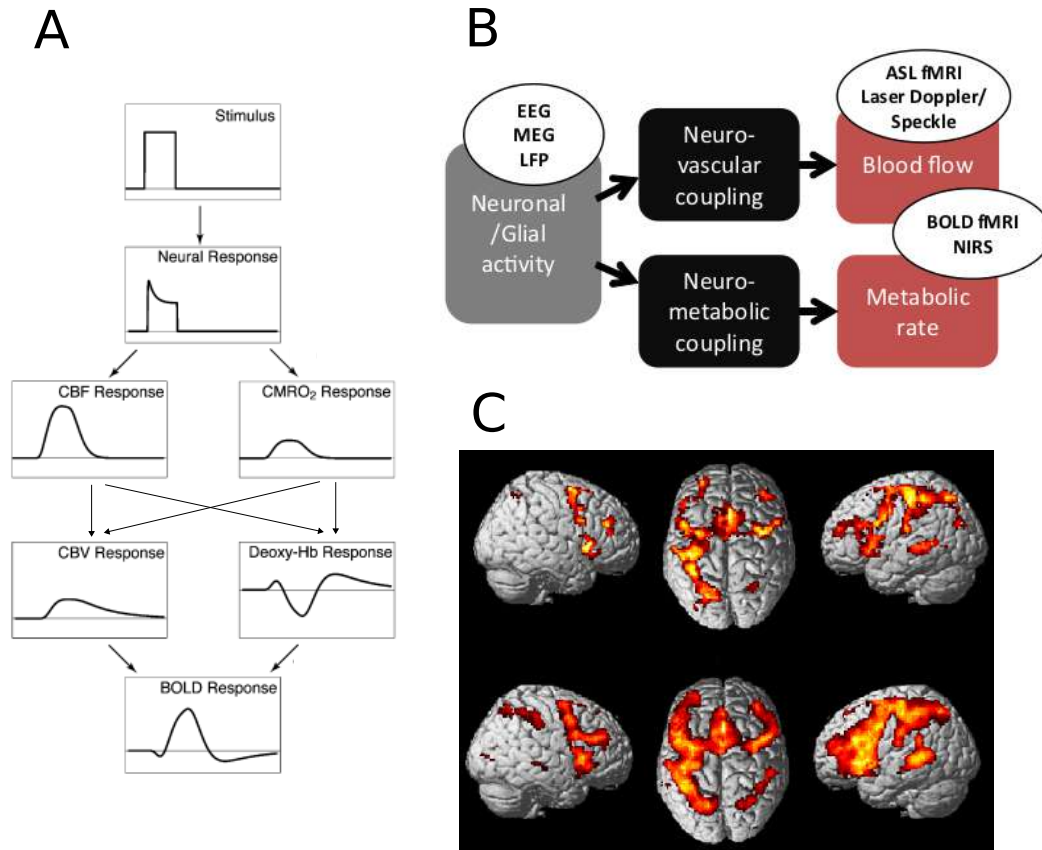 A
Stimulus
Neural Response
CBF Response
CMRO₂ Response
CBV Response
Deoxy-Hb Response
BOLD Response
B
EEG
MEG
LFP
Neuronal
/Glial
activity
Neuro-
vascular
coupling
ASL fMRI
Laser Doppler/
Speckle
Blood flow
Neuro-
metabolic
coupling
BOLD fMRI
NIRS
Metabolic
rate
C